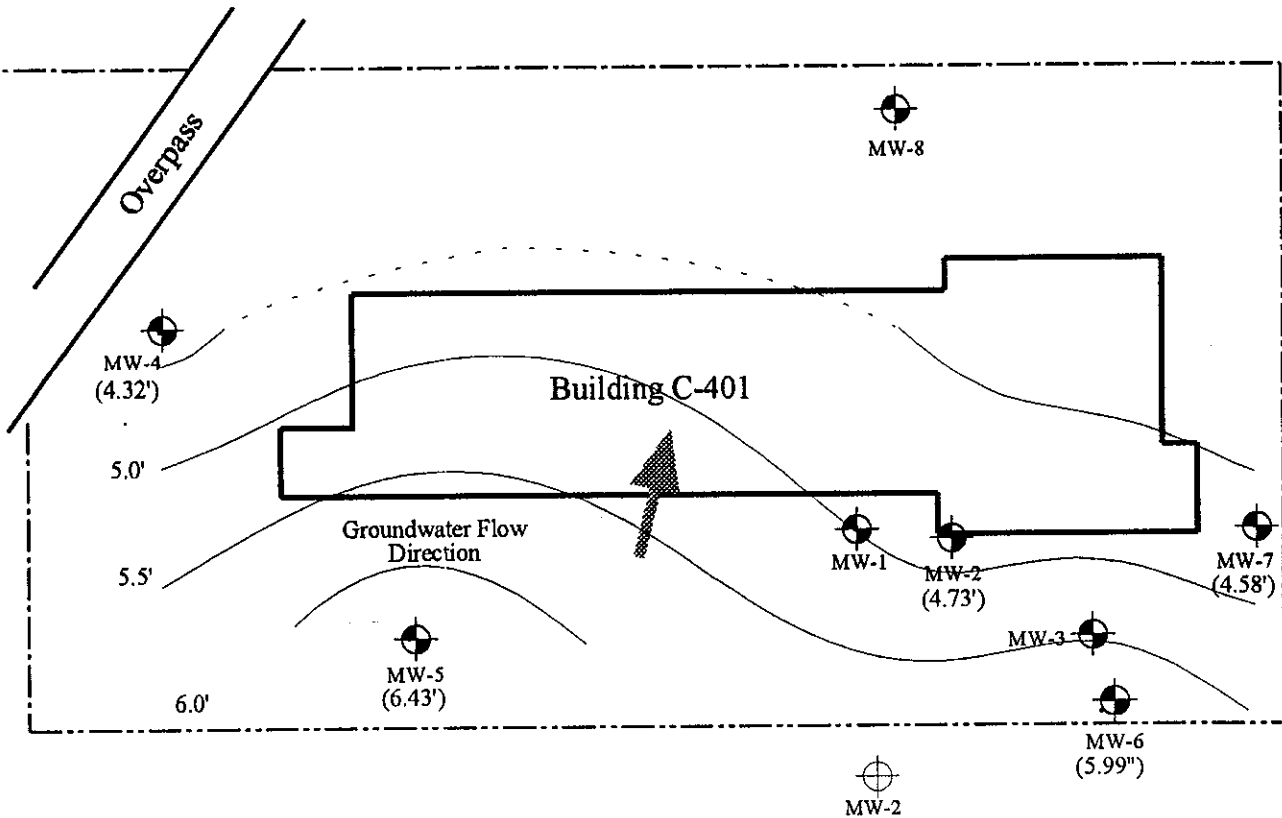 Overpass
MW-8
MW-4
(4.32')
Building C-401
5.0'
Groundwater Flow
Direction
5.5'
MW-1
MW-2
(4.73')
MW-7
(4.58')
MW-3
MW-5
(6.43')
6.0'
MW-6
(5.99")
MW-2